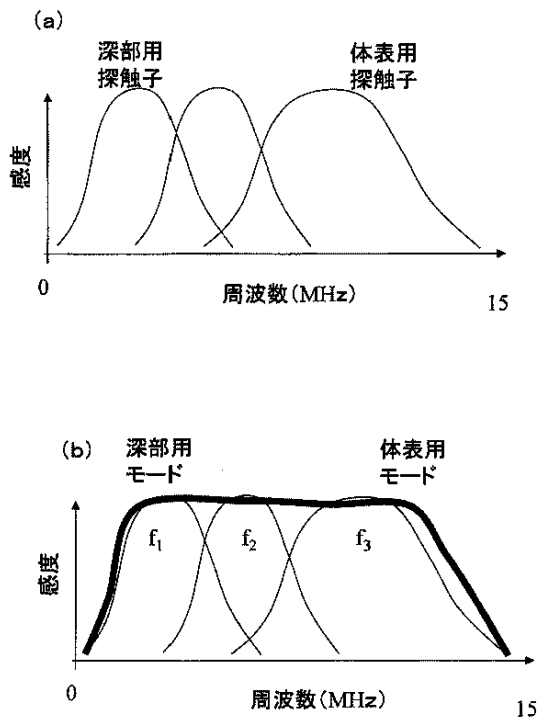 (a)
深部用
探触子
体表用
探触子
感度
0
周波数(MHz)
15
(b)
深部用
モード
体表用
モード
f1
f2
f3
感度
0
周波数(MHz)
15